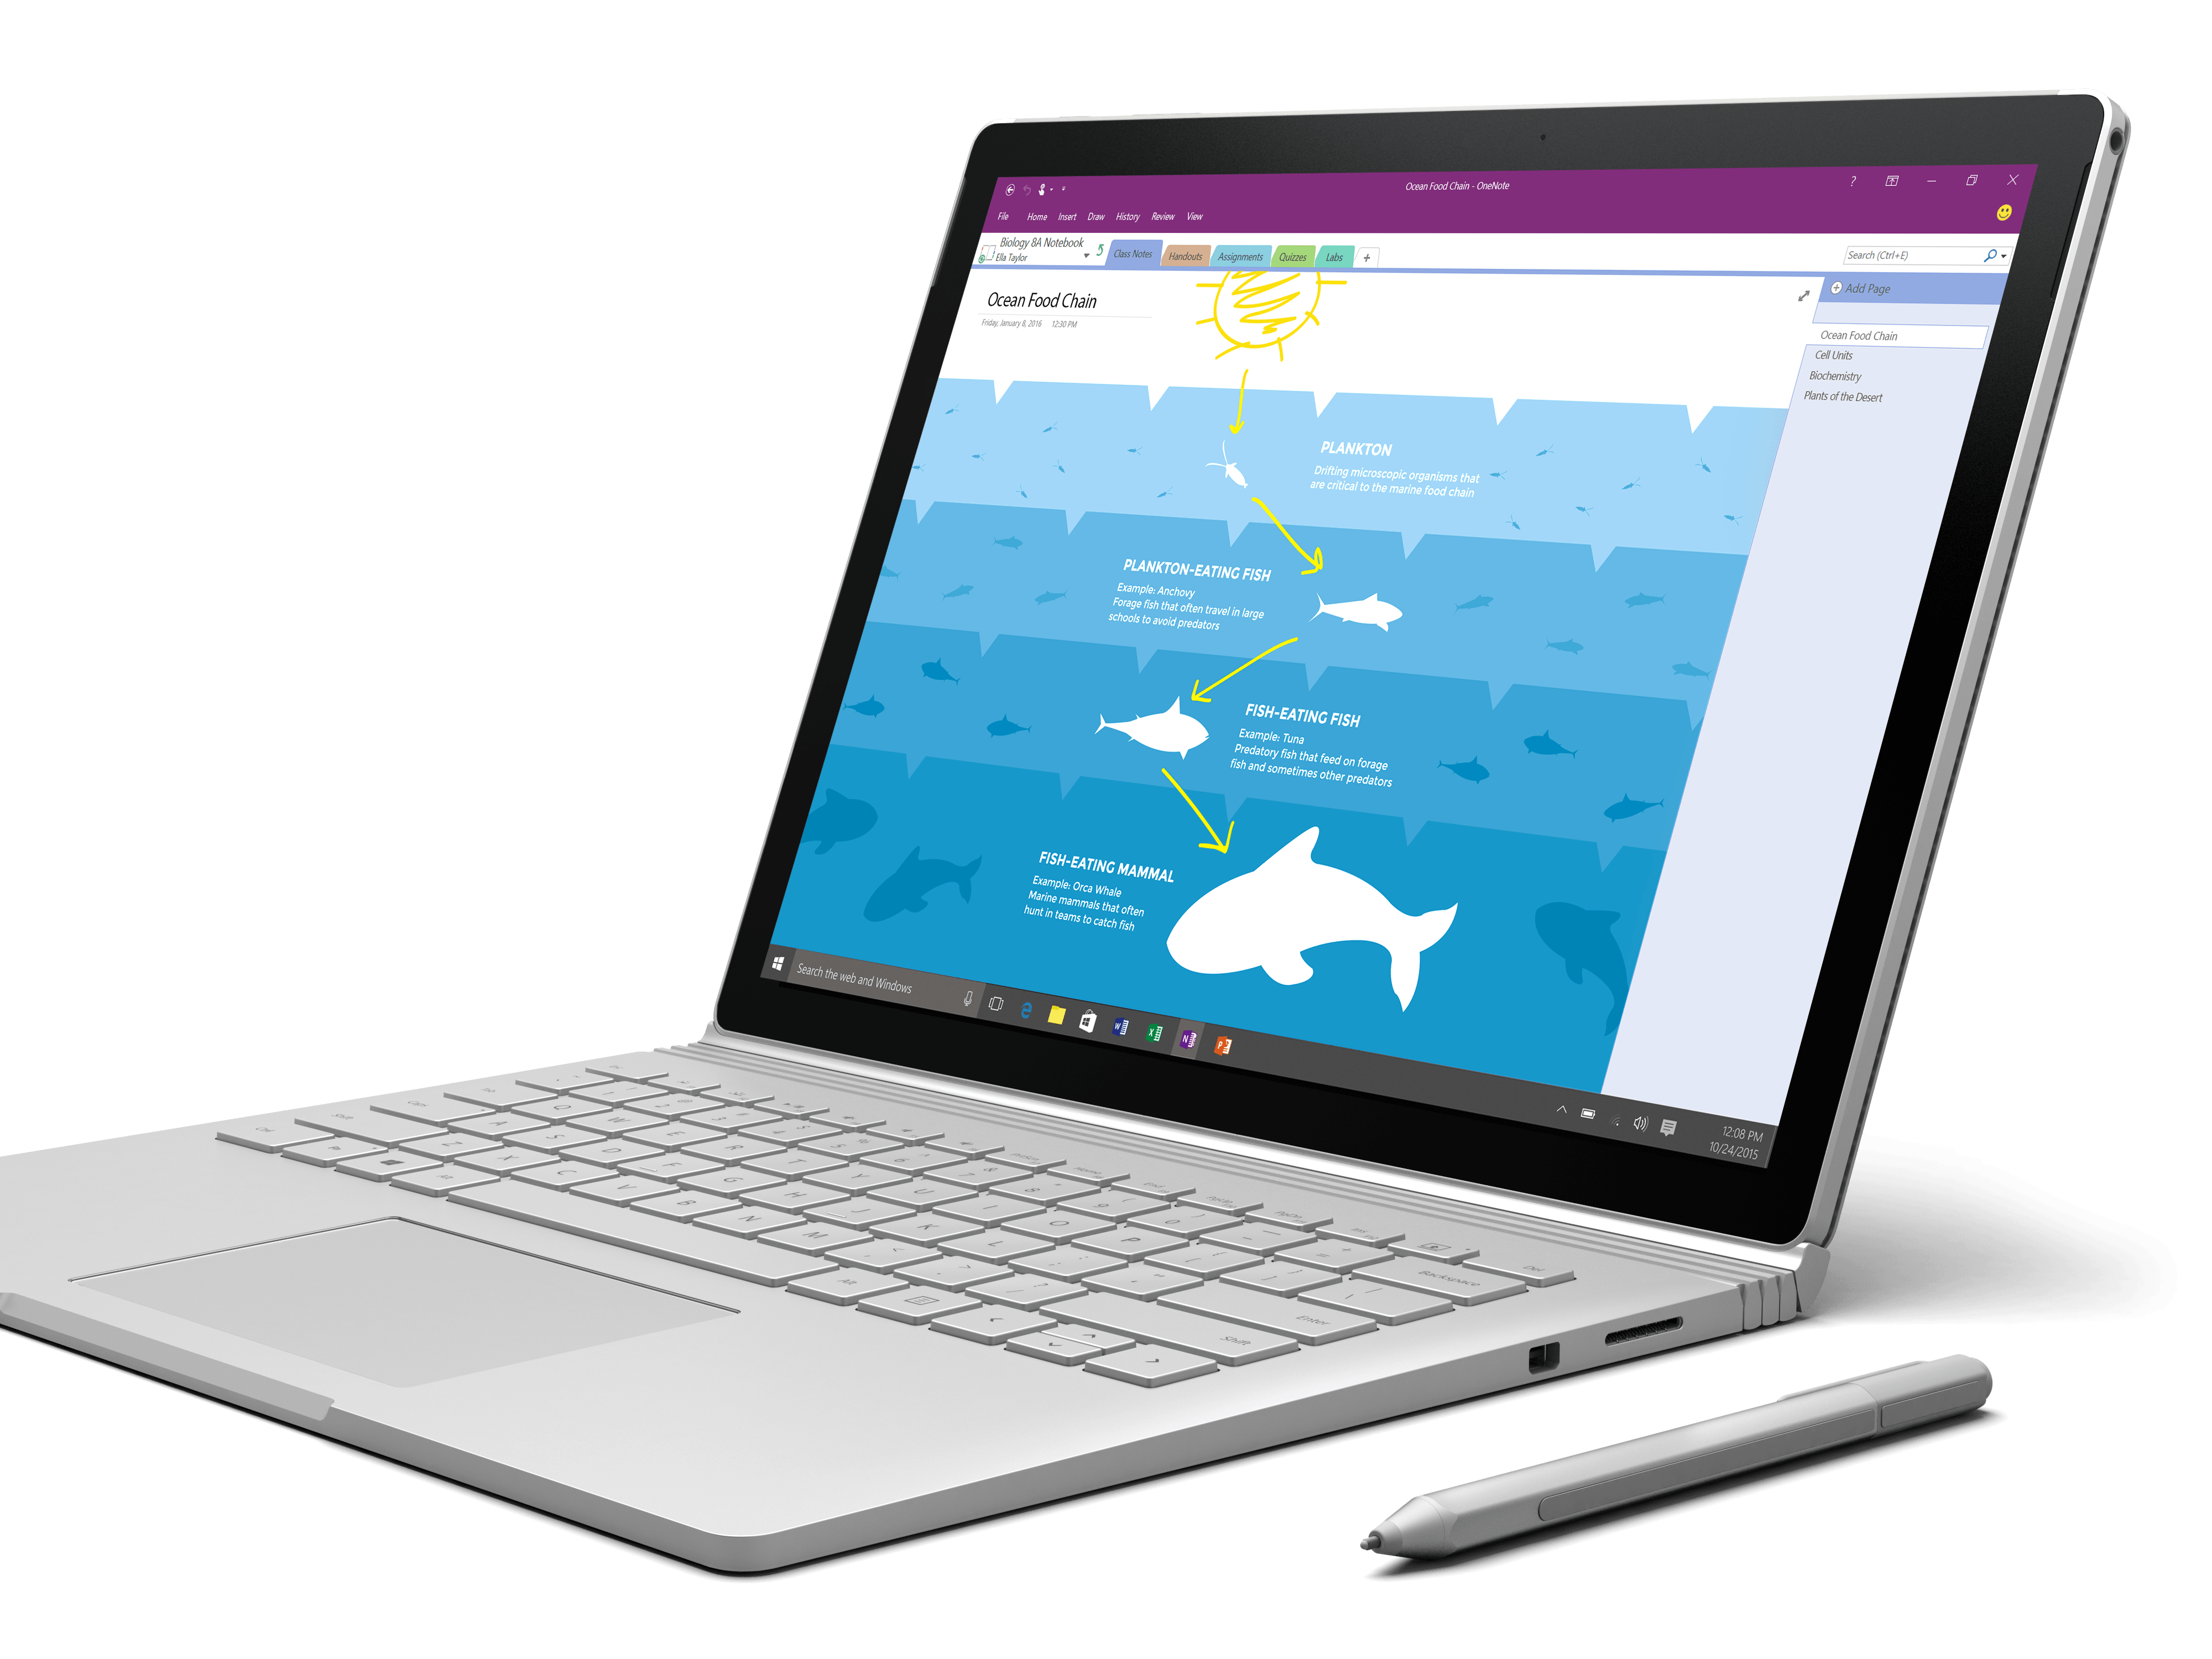 Ocean Food Chain - OneNote
?
File Home Insert Draw History Review View
Biology 8A Notebook
Ella Taylor
Class Notes Handouts Assignments Quizzes Labs +
Search (Ctrl+E)
Add Page
Ocean Food Chain
Friday, January 8, 2016 12:30 PM
Ocean Food Chain
Cell Units
Biochemistry
Plants of the Desert
PLANKTON
Drifting microscopic organisms that
are critical to the marine food chain
PLANKTON-EATING FISH
Example: Anchovy
Forage fish that often travel in large
schools to avoid predators
FISH-EATING FISH
Example: Tuna
Predatory fish that feed on forage
fish and sometimes other predators
FISH-EATING MAMMAL
Example: Orca Whale
Marine mammals that often
hunt in teams to catch fish
Search the web and Windows
12:08 PM
10/24/2015
Backspace
Q W E R T Y U I O P
A S D F G H J K L
Enter
Z X C V B N M
Shift
Alt